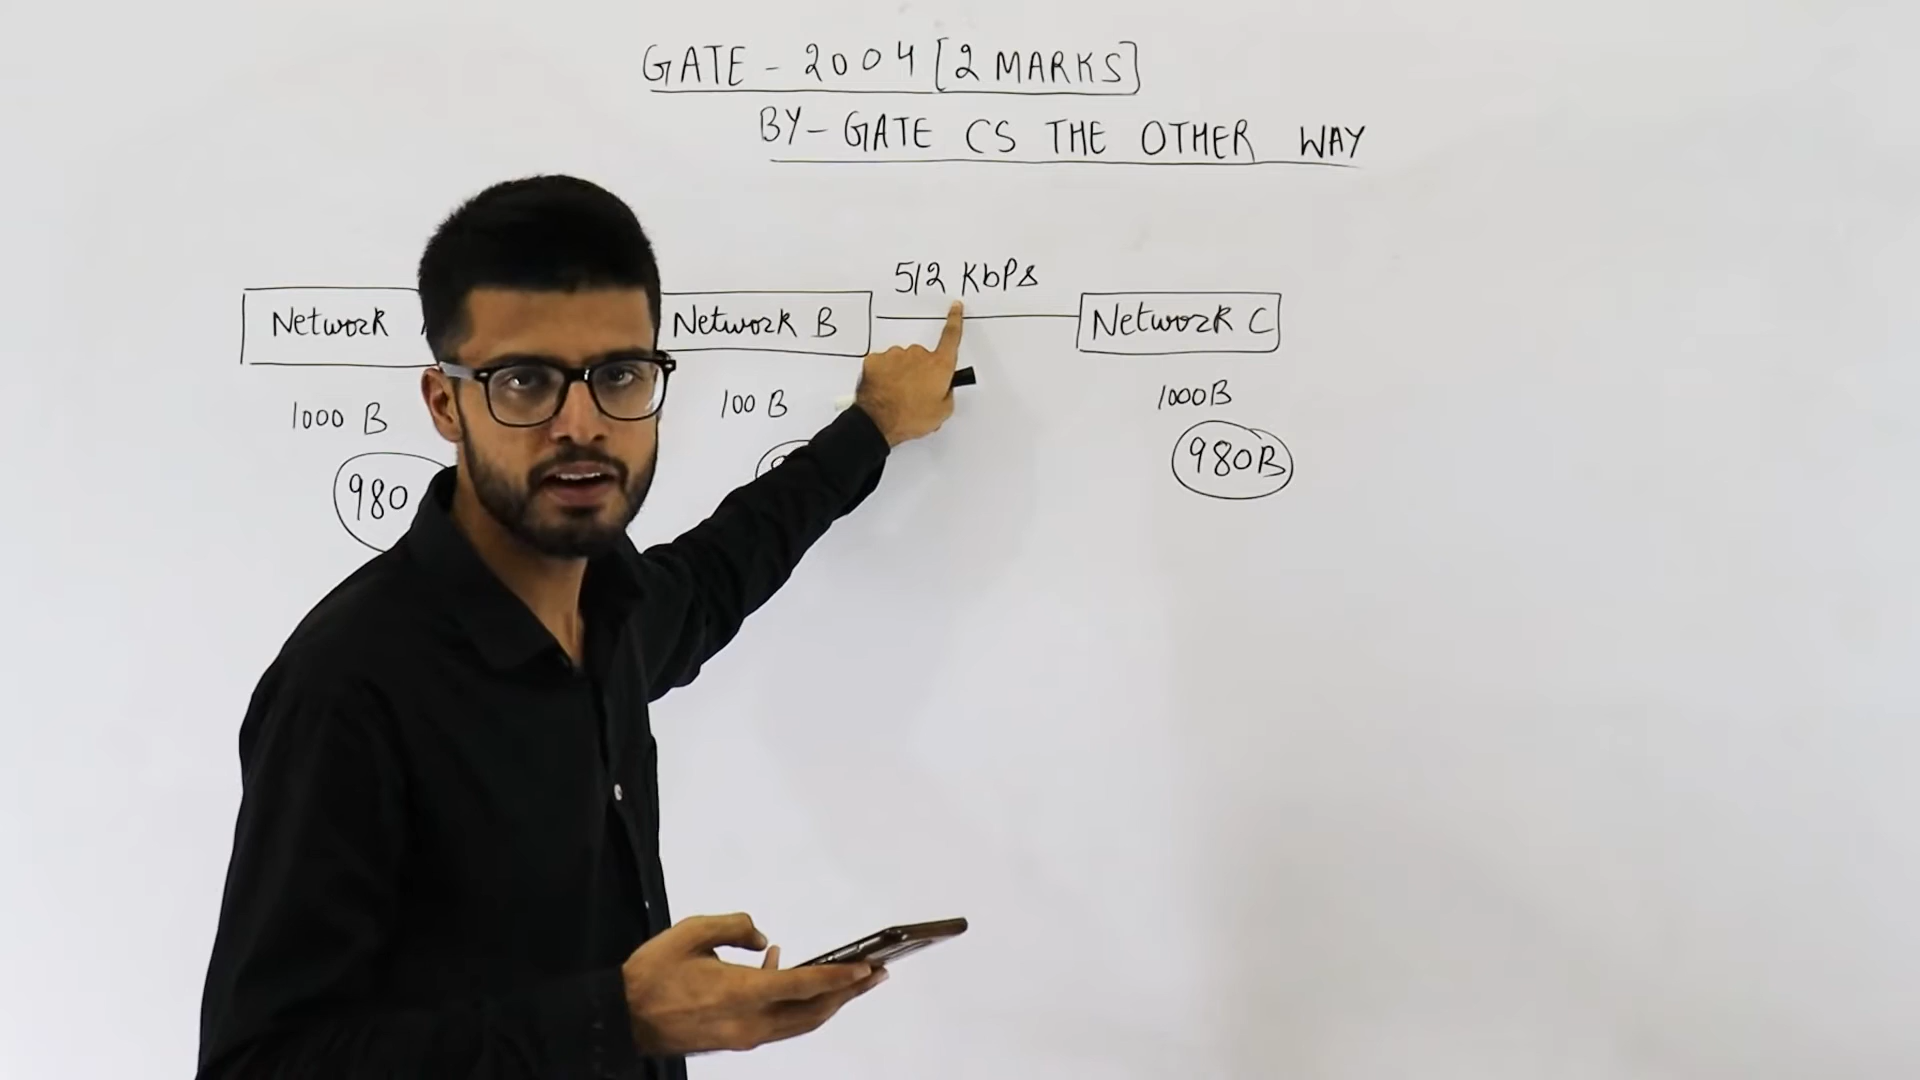 GATE - 2004 [2 MARKS]
BY - GATE CS THE OTHER WAY
512 Kbps
Network
Network B
Network C
1000 B
100 B
1000B
980
980B